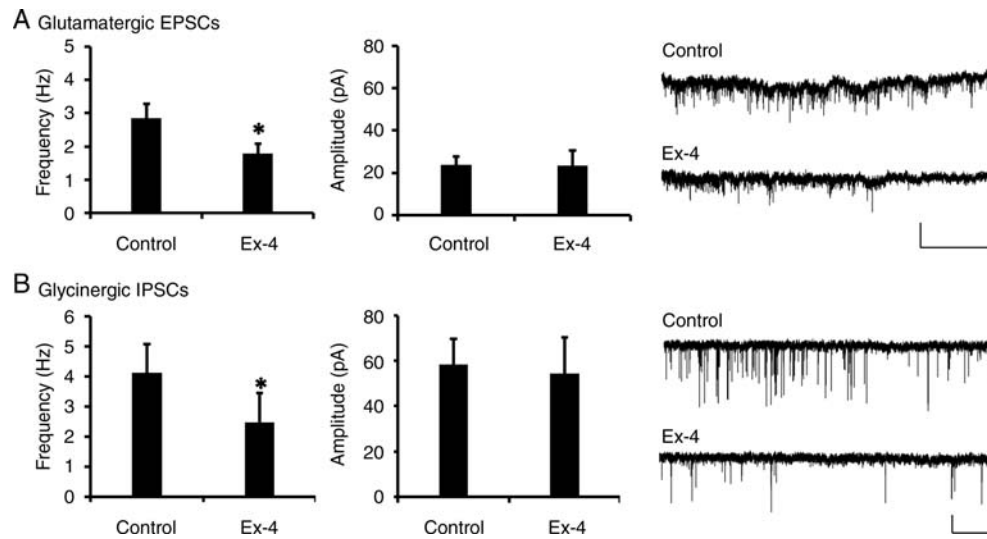 A Glutamatergic EPSCs
Frequency (Hz)
5
4
3
2
1
0
Control Ex-4
*
Amplitude (pA)
80
60
40
20
0
Control Ex-4
Control
Ex-4
B Glycinergic IPSCs
Frequency (Hz)
6
5
4
3
2
1
0
Control Ex-4
*
Amplitude (pA)
80
60
40
20
0
Control Ex-4
Control
Ex-4